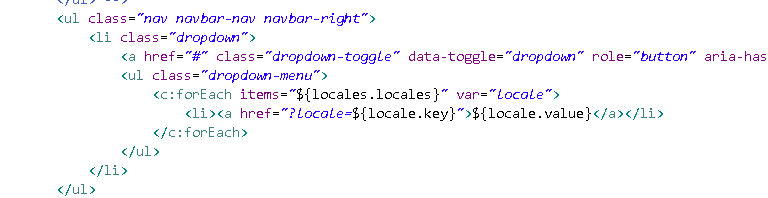 </ul> -->
<ul class="nav navbar-nav navbar-right">
<li class="dropdown">
<a href="#" class="dropdown-toggle" data-toggle="dropdown" role="button" aria-has
<ul class="dropdown-menu">
<c:forEach items="${locales.locales}" var="locale">
<li><a href="?locale=${locale.key}">${locale.value}</a></li>
</c:forEach>
</ul>
</li>
</ul>